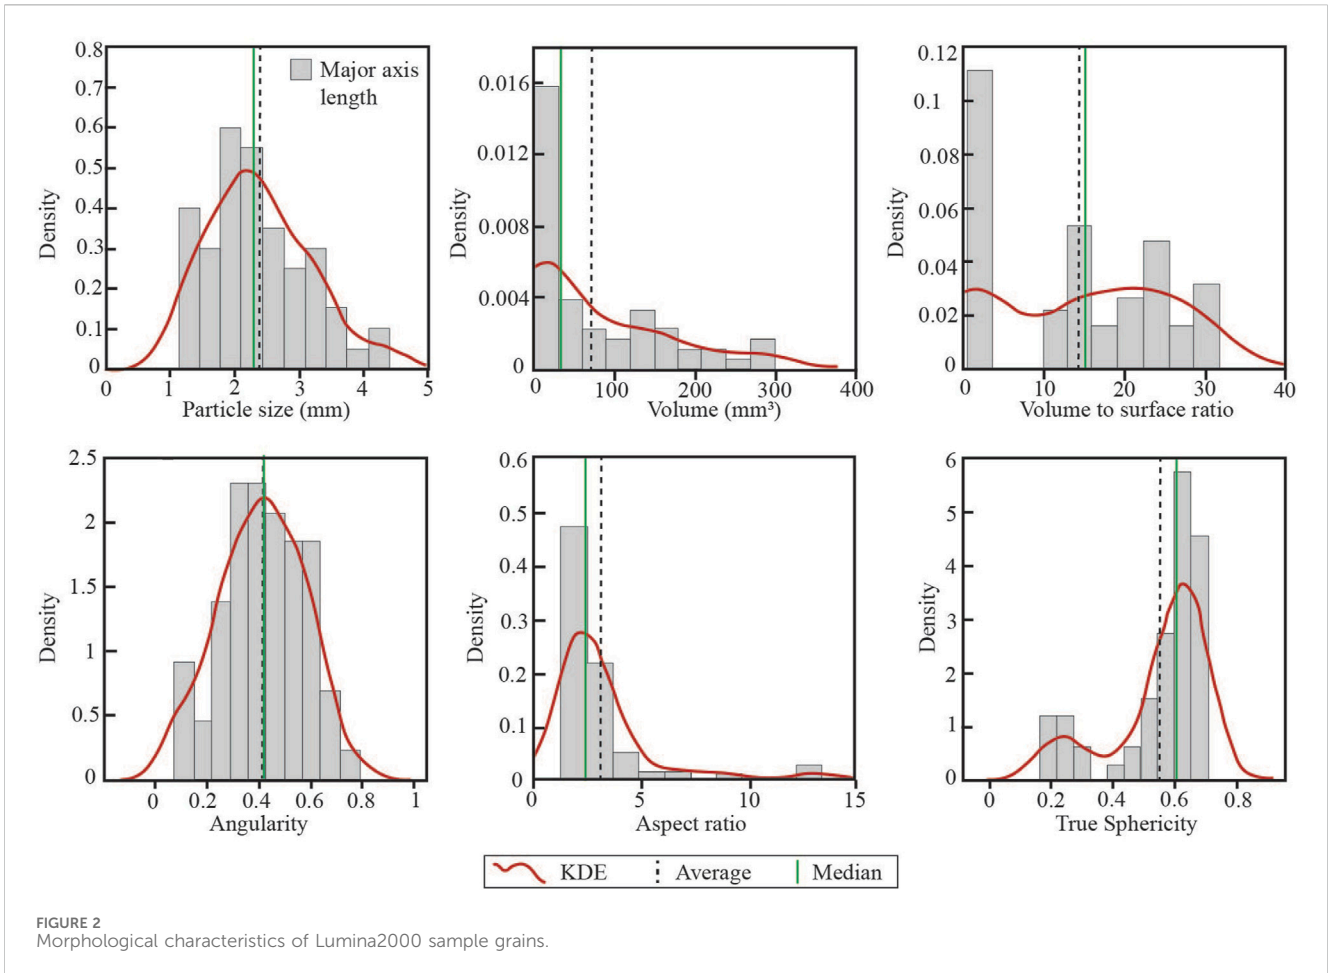 0.8
0.7
0.6
0.5
0.4
0.3
0.2
0.1
0
Density
Major axis
length
0 1 2 3 4 5
Particle size (mm)
0.016
0.012
0.008
0.004
0
Density
0 100 200 300 400
Volume (mm³)
0.12
0.1
0.08
0.06
0.04
0.02
0
Density
0 10 20 30 40
Volume to surface ratio
2.5
2
1.5
1
0.5
0
Density
0 0.2 0.4 0.6 0.8 1
Angularity
0.6
0.5
0.4
0.3
0.2
0.1
0
Density
0 5 10 15
Aspect ratio
6
5
4
3
2
1
0
Density
0 0.2 0.4 0.6 0.8
True Sphericity
KDE Average Median
FIGURE 2
Morphological characteristics of Lumina2000 sample grains.